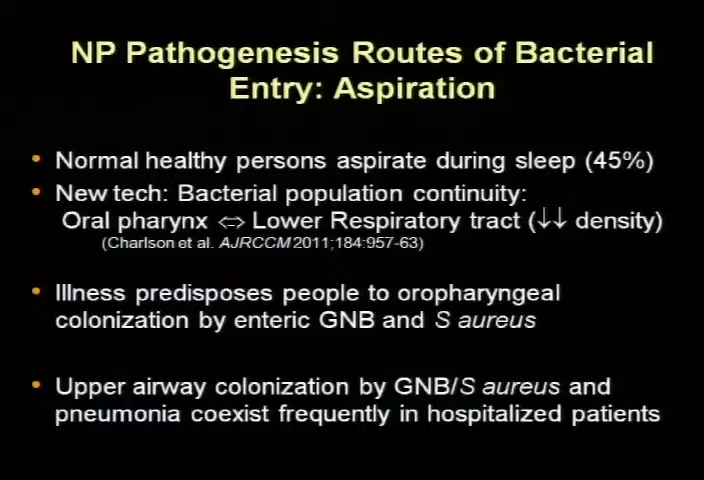 NP Pathogenesis Routes of Bacterial
Entry: Aspiration
• Normal healthy persons aspirate during sleep (45%)
• New tech: Bacterial population continuity:
Oral pharynx ⇔ Lower Respiratory tract (↓↓ density)
(Charlson et al. AJRCCM 2011;184:957-63)
• Illness predisposes people to oropharyngeal
colonization by enteric GNB and S aureus
• Upper airway colonization by GNB/S aureus and
pneumonia coexist frequently in hospitalized patients